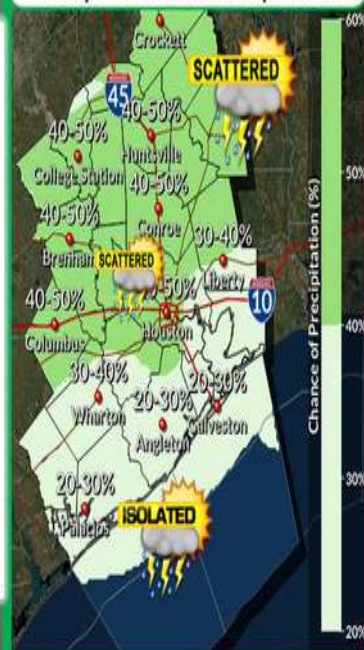 60%
Crockett
SCATTERED
45
40-50%
40-50%
Huntsville
College Station
40-50%
50%
40-50%
Conroe
30-40%
Brenham
SCATTERED
Liberty
50%
10
40-50%
Houston
Columbus
40%
30-40%
20-30%
Wharton
20-30%
Galveston
Angleton
30%
20-30%
Palacios
ISOLATED
20%
Chance of Precipitation (%)